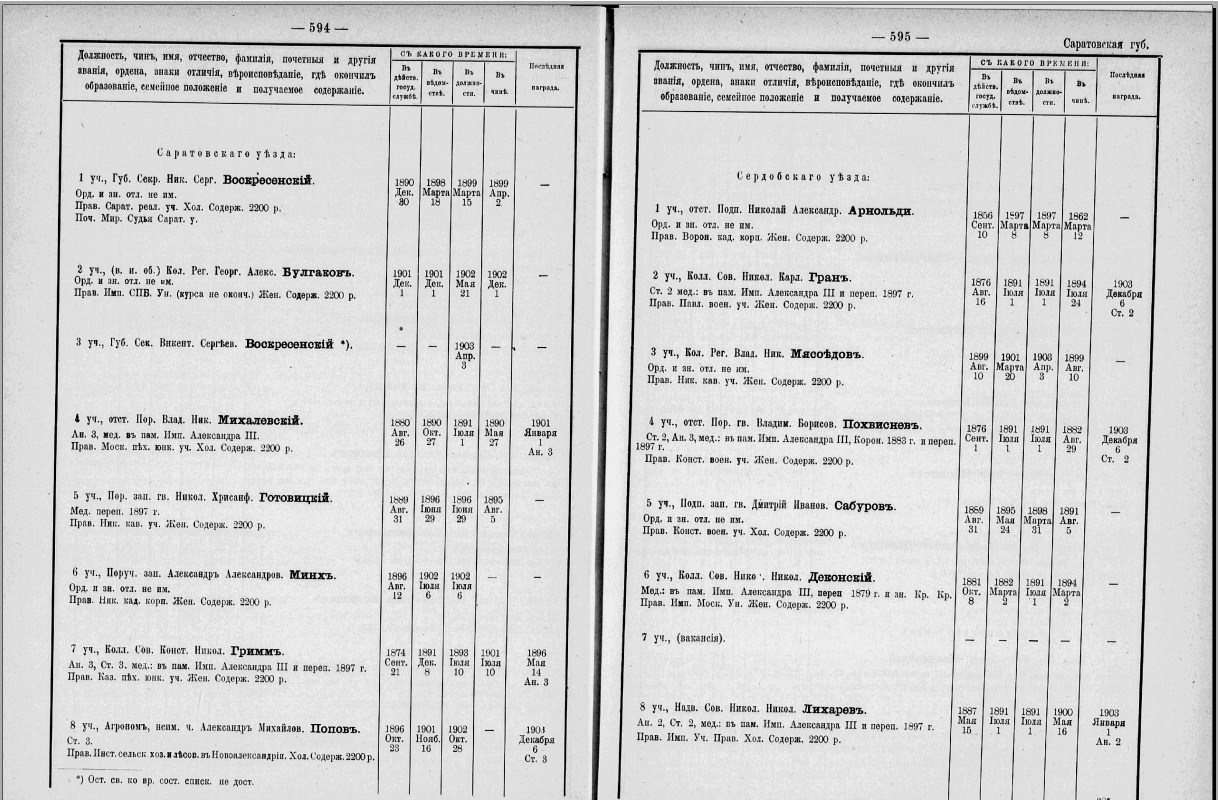 — 594 —
Должность, чинъ, имя, отчество, фамилія, почетныя и другія
званія, ордена, знаки отличія, вѣроисповѣданіе, гдѣ окончилъ
образованіе, семейное положеніе и получаемое содержаніе.
СЪ КАКОГО ВРЕМЕНИ:
Въ дѣйств. госуд. службѣ.
Въ вѣдомствѣ.
Въ должности.
Въ чинѣ.
Послѣдняя награда.
Саратовскаго уѣзда:
1 уч., Губ. Секр. Ник. Серг. Воскресенскій.
Орд. и зн. отл. не им.
Прав. Сарат. реал. уч. Хол. Содерж. 2200 р.
Поч. Мир. Судья Сарат. у.
1890 1898 1899 1899 —
Дек. Марта Марта Апр.
30 18 15 2
2 уч., (в. и. об.) Кол. Рег. Георг. Алекс. Булгаковъ.
Орд. и зн. отл. не им.
Прав. Имп. СПВ. Ун. (курса не оконч.) Жен. Содерж. 2200 р.
1901 1901 1902 1902 —
Дек. Дек. Мая Дек.
1 1 21 1
3 уч., Губ. Сек. Викент. Сергѣев. Воскресенскій *).
— — 1903 — —
Апр.
3
4 уч., отст. Пор. Влад. Ник. Михалевскій.
Ан. 3, мед. въ пам. Имп. Александра III.
Прав. Моск. пѣх. юнк. уч. Хол. Содерж. 2200 р.
1880 1890 1891 1890 1901
Авг. Окт. Іюля Мая Января
26 27 1 27 1
Ан. 3
5 уч., Пор. зап. гв. Никол. Хрисанф. Готовицкій.
Мед. переп. 1897 г.
Прав. Ник. кав. уч. Жен. Содерж. 2200 р.
1889 1896 1896 1895 —
Авг. Іюня Іюня Авг.
31 29 29 5
6 уч., Поруч. зап. Александръ Александров. Минхъ.
Орд. и зн. отл. не им.
Прав. Ник. кад. корп. Жен. Содерж. 2200 р.
1896 1902 1902 — —
Авг. Іюля Іюля
12 6 6
7 уч., Колл. Сов. Конст. Никол. Гриммъ.
Ан. 3, Ст. 3, мед.: въ пам. Имп. Александра III и переп. 1897 г.
Прав. Каз. пѣх. юнк. уч. Жен. Содерж. 2200 р.
1874 1891 1893 1901 1896
Сент. Дек. Іюля Іюля Мая
21 8 10 10 14
Ан. 3
8 уч., Агрономъ, неим. ч. Александръ Михайлов. Поповъ.
Ст. 3.
Прав. Инст. сельск. хоз. и лѣсов. въ Новоалександріи. Хол. Содерж. 2200 р.
1896 1901 1902 — 1903
Окт. Нояб. Окт. Декабря
23 16 28 6
Ст. 3
*) Ост. св. ко вр. сост. списк. не дост.
— 595 —
Саратовская губ.
Должность, чинъ, имя, отчество, фамилія, почетныя и другія
званія, ордена, знаки отличія, вѣроисповѣданіе, гдѣ окончилъ
образованіе, семейное положеніе и получаемое содержаніе.
СЪ КАКОГО ВРЕМЕНИ:
Въ дѣйств. госуд. службѣ.
Въ вѣдомствѣ.
Въ должности.
Въ чинѣ.
Послѣдняя награда.
Сердобскаго уѣзда:
1 уч., отст. Подп. Николай Александр. Арнольди.
Орд. и зн. отл. не им.
Прав. Ворон. кад. корп. Жен. Содерж. 2200 р.
1856 1897 1897 1862 —
Сент. Марта Марта Марта
10 8 8 12
2 уч., Колл. Сов. Никол. Карл. Гранъ.
Ст. 2 мед.: въ пам. Имп. Александра III и переп. 1897 г.
Прав. Павл. воен. уч. Жен. Содерж. 2200 р.
1876 1891 1891 1894 1903
Авг. Іюля Іюля Іюля Декабря
16 1 1 24 6
Ст. 2
3 уч., Кол. Рег. Влад. Ник. Мясоѣдовъ.
Орд. и зн. отл. не им.
Прав. Ник. кав. уч. Жен. Содерж. 2200 р.
1899 1901 1903 1899 —
Авг. Марта Апр. Авг.
10 20 3 10
4 уч., отст. Пор. гв. Владим. Борисов. Похвисневъ.
Ст. 2, Ан. 3, мед.: въ пам. Имп. Александра III, Корон. 1883 г. и переп.
1897 г.
Прав. Конст. воен. уч. Жен. Содерж. 2200 р.
1876 1891 1891 1882 1903
Сент. Іюля Іюля Авг. Декабря
1 1 1 29 6
Ст. 2
5 уч., Подп. зап. гв. Дмитрій Иванов. Сабуровъ.
Орд. и зн. отл. не им.
Прав. Конст. воен. уч. Хол. Содерж. 2200 р.
1889 1895 1898 1891 —
Авг. Мая Марта Авг.
31 24 31 5
6 уч., Колл. Сов. Никол. Никол. Деконскій.
Мед.: въ пам. Имп. Александра III, переп 1879 г. и зн. Кр. Кр.
Прав. Имп. Моск. Ун. Жен. Содерж. 2200 р.
1881 1882 1891 1894 —
Окт. Марта Іюля Марта
8 2 1 2
7 уч., (вакансія).
— — — — —
8 уч., Надв. Сов. Никол. Никол. Лихаревъ.
Ан. 2, Ст. 2, мед.: въ пам. Имп. Александра III и переп. 1897 г.
Прав. Имп. Уч. Прав. Хол. Содерж. 2200 р.
1887 1891 1891 1900 1903
Мая Іюля Іюля Мая Января
15 1 1 16 1
Ан. 2